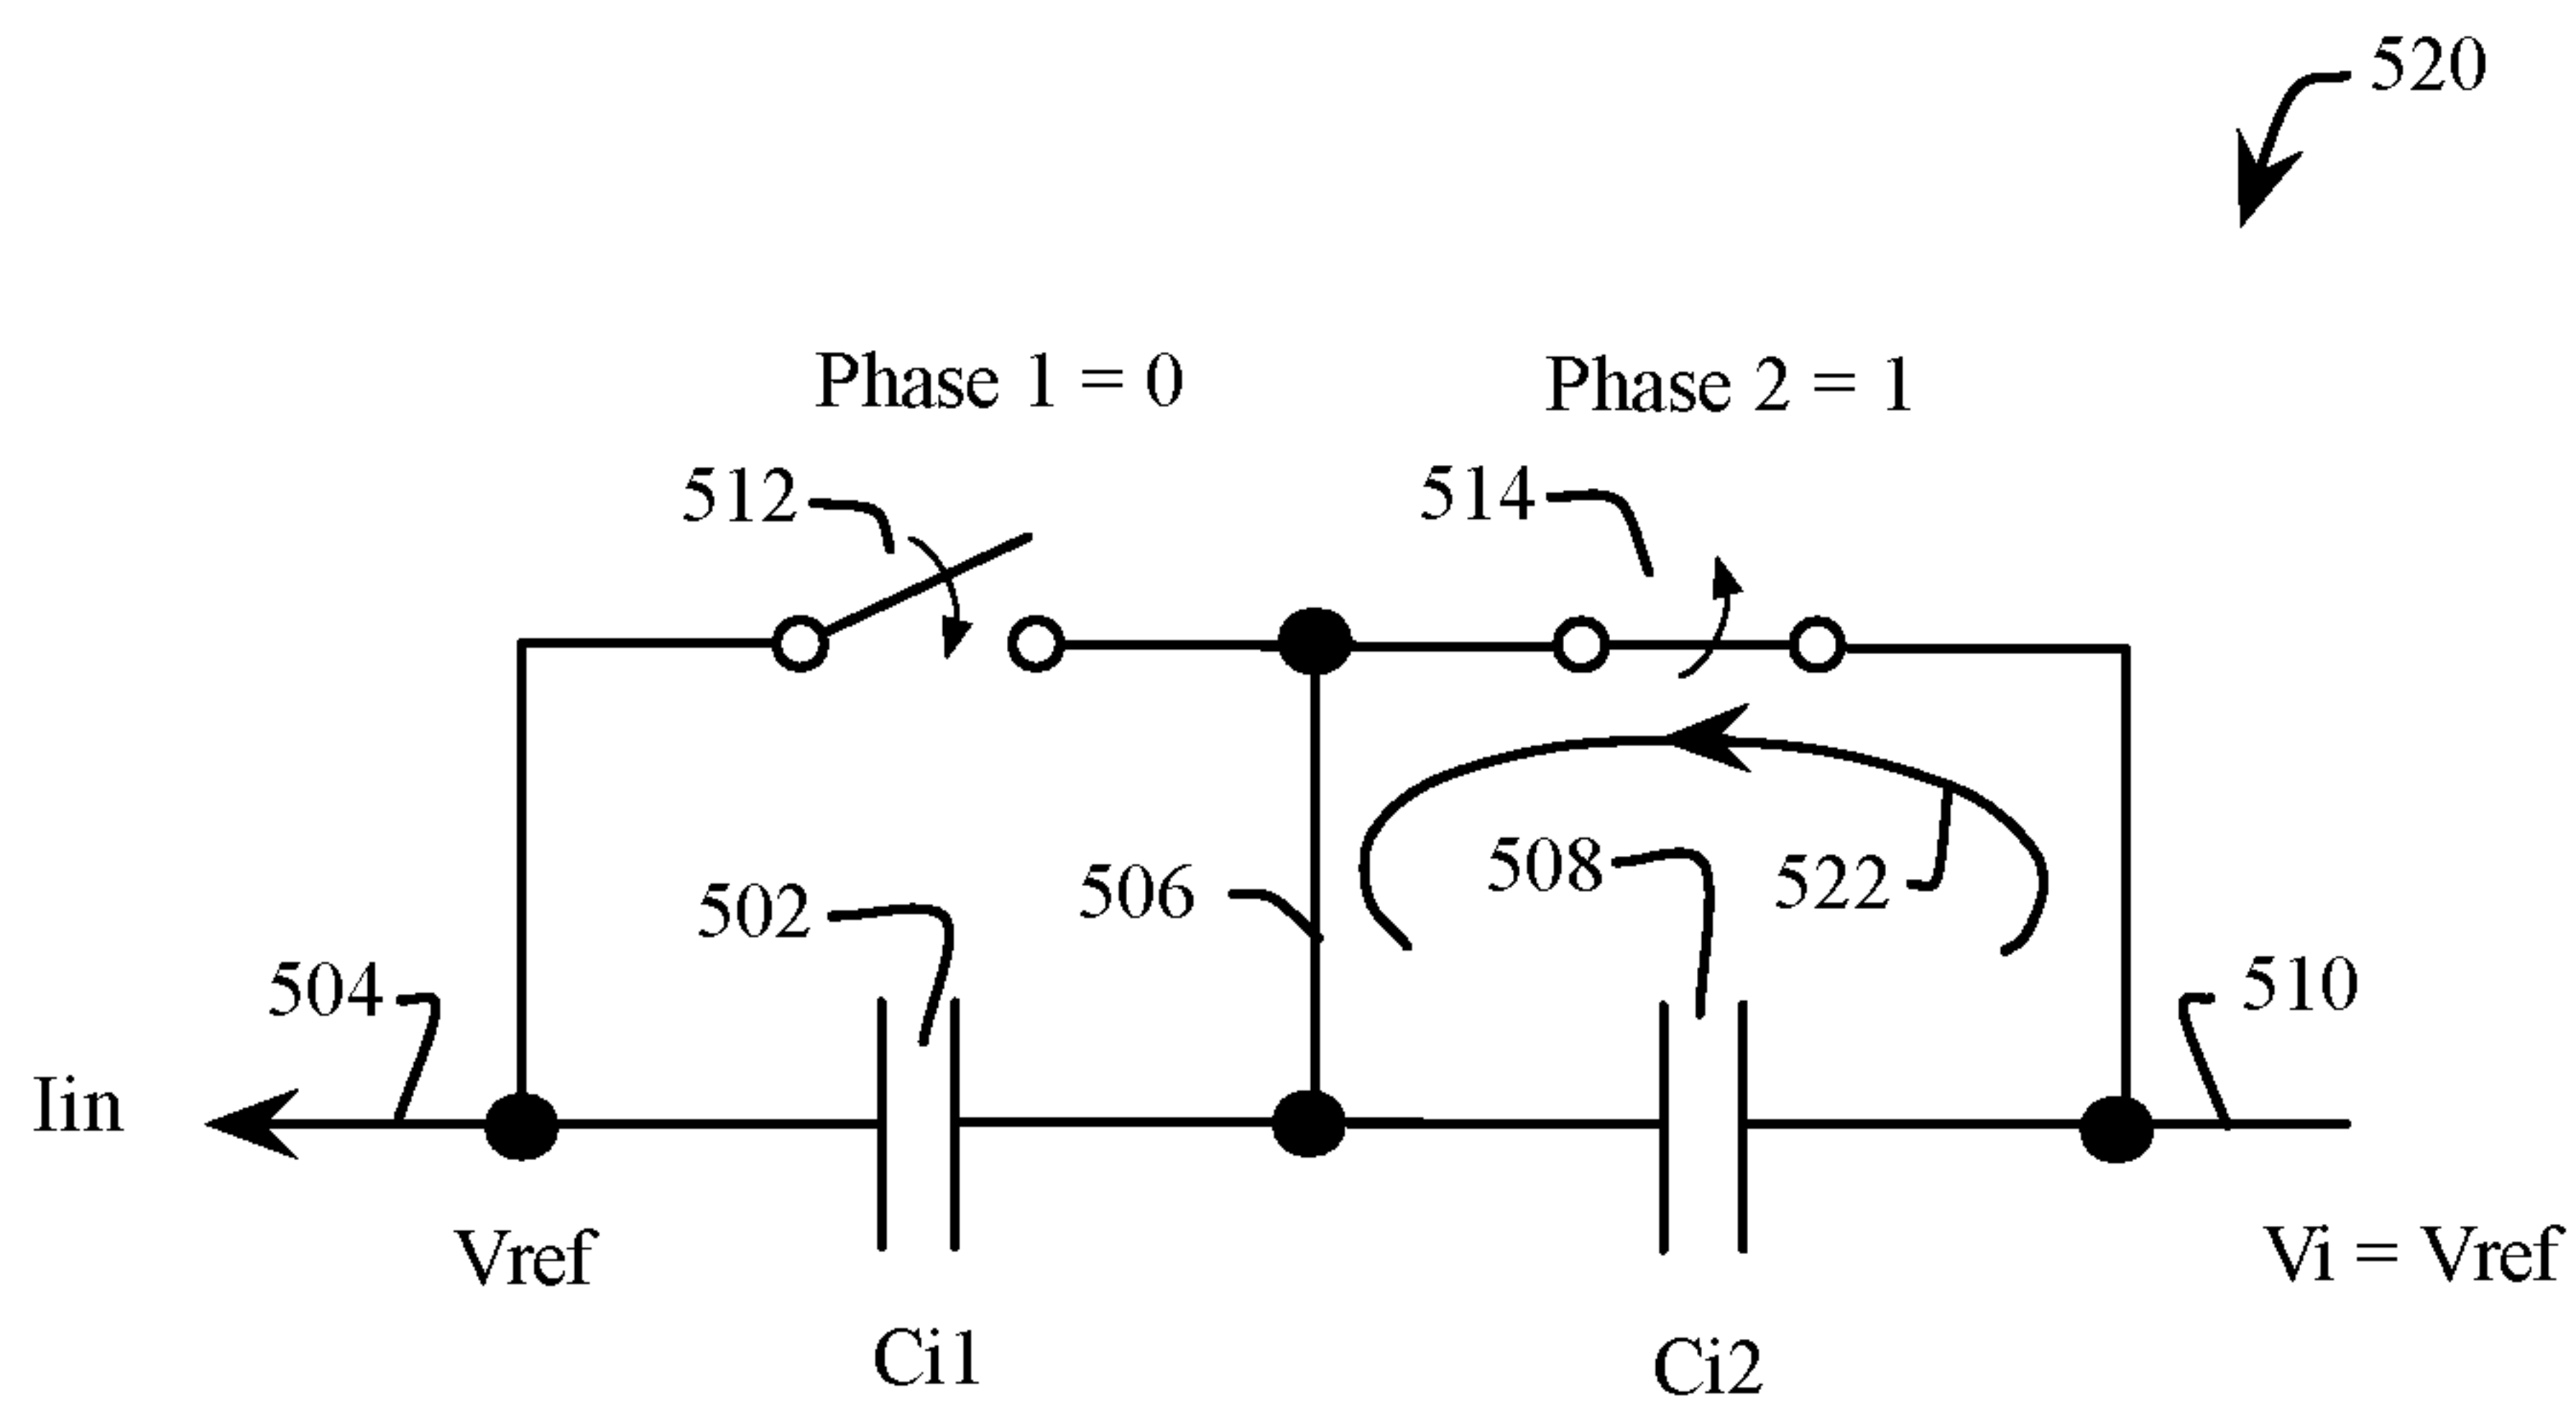 520
Phase 1 = 0
Phase 2 = 1
512
514
502
506
508
522
504
510
Iin
Vref
Vi = Vref
Ci1
Ci2